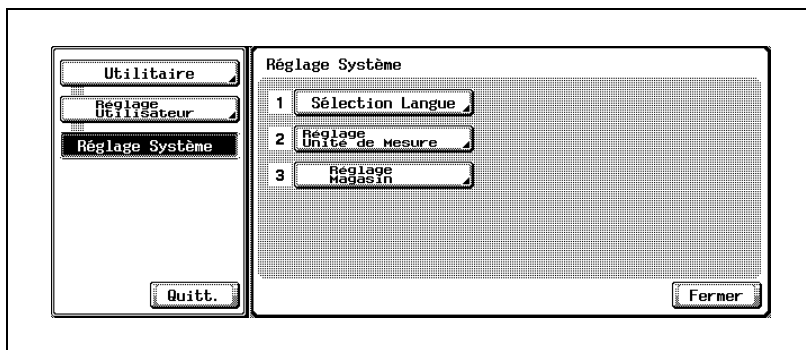 Utilitaire
Réglage
Utilisateur
Réglage Système
Quitt.
Réglage Système
1 Sélection Langue
2 Réglage
Unité de Mesure
3 Réglage
Magasin
Fermer